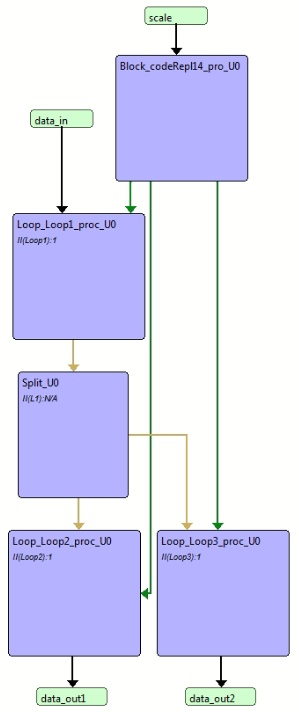 scale
Block_codeRepl14_pro_U0
data_in
Loop_Loop1_proc_U0
II(Loop1):1
Split_U0
II(L1):N/A
Loop_Loop2_proc_U0
II(Loop2):1
Loop_Loop3_proc_U0
II(Loop3):1
data_out1
data_out2